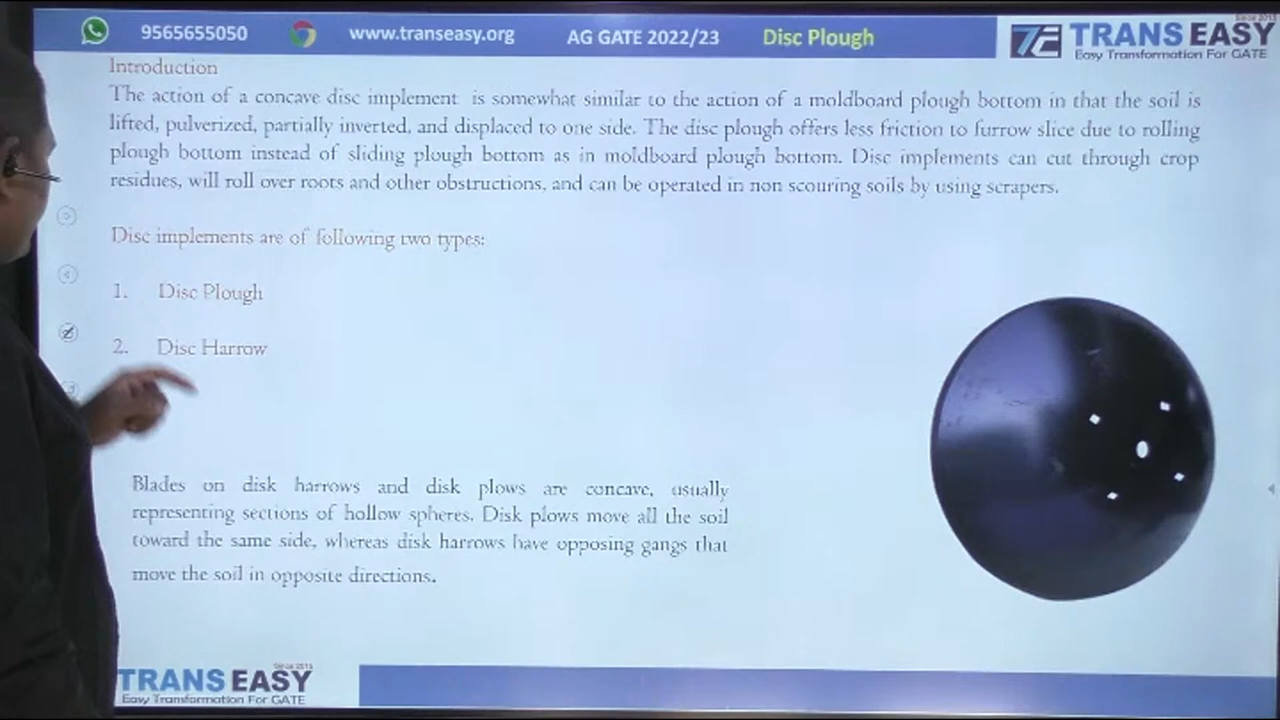 9565655050 www.transeasy.org AG GATE 2022/23 Disc Plough
Since 2013
TRANS EASY
Easy Transformation For GATE
Introduction
The action of a concave disc implement is somewhat similar to the action of a moldboard plough bottom in that the soil is
lifted, pulverized, partially inverted, and displaced to one side. The disc plough offers less friction to furrow slice due to rolling
plough bottom instead of sliding plough bottom as in moldboard plough bottom. Disc implements can cut through crop
residues, will roll over roots and other obstructions, and can be operated in non scouring soils by using scrapers.
Disc implements are of following two types:
1. Disc Plough
2. Disc Harrow
Blades on disk harrows and disk plows are concave, usually
representing sections of hollow spheres. Disk plows move all the soil
toward the same side, whereas disk harrows have opposing gangs that
move the soil in opposite directions.
Since 2013
TRANS EASY
Easy Transformation For GATE